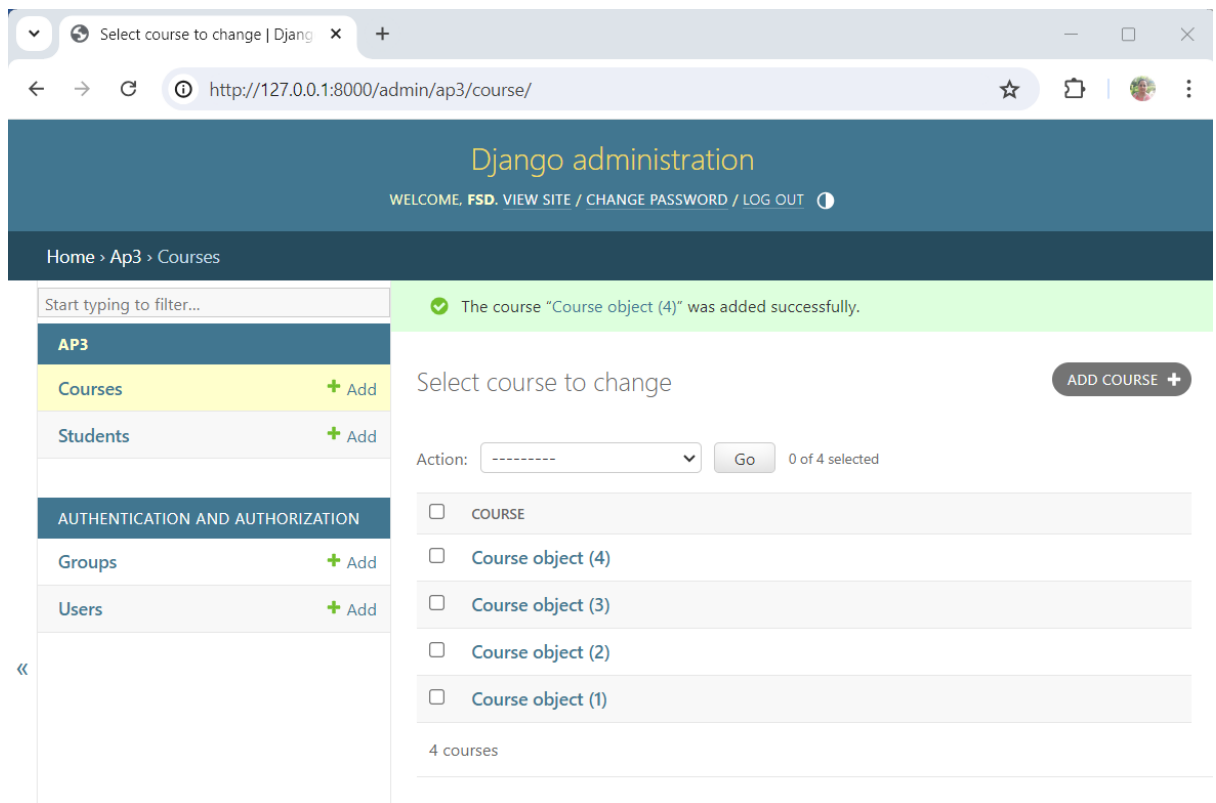 Select course to change | Djang
http://127.0.0.1:8000/admin/ap3/course/
Django administration
WELCOME, FSD. VIEW SITE / CHANGE PASSWORD / LOG OUT
Home › Ap3 › Courses
Start typing to filter...
AP3
Courses + Add
Students + Add
AUTHENTICATION AND AUTHORIZATION
Groups + Add
Users + Add
«
The course “Course object (4)” was added successfully.
Select course to change
ADD COURSE +
Action: --------- Go 0 of 4 selected
COURSE
Course object (4)
Course object (3)
Course object (2)
Course object (1)
4 courses